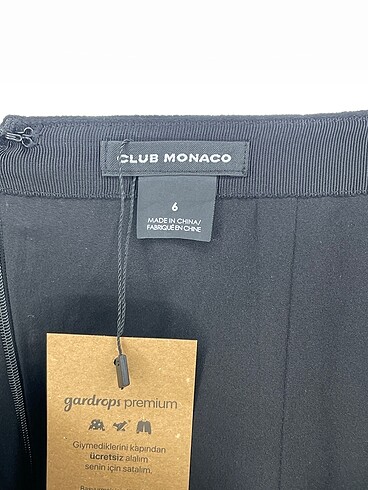 CLUB MONACO
6
MADE IN CHINA/
FABRIQUÉ EN CHINE
gardrops premium
Giymediklerini kapından
ücretsiz alalım
senin için satalım.